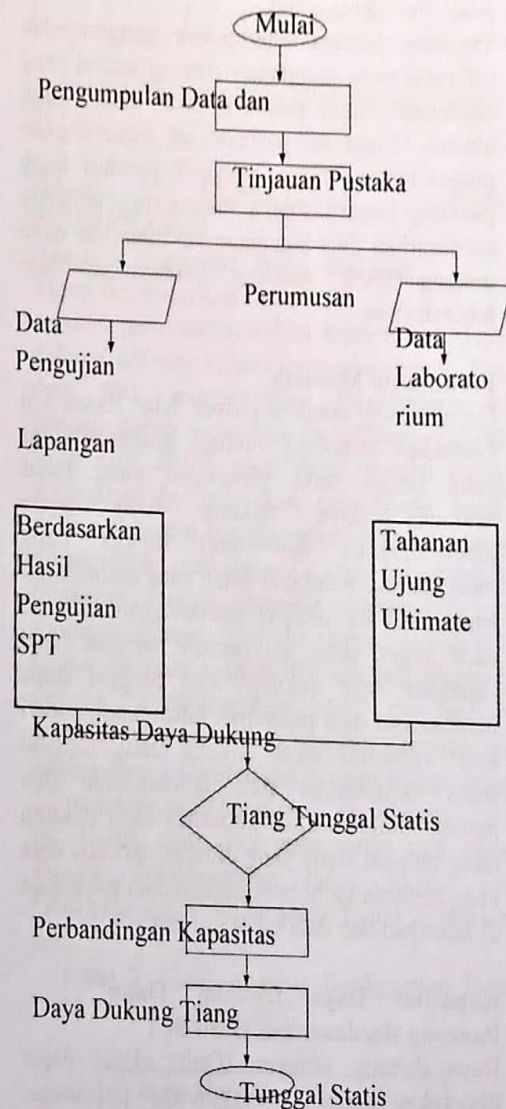 Mulai
Pengumpulan Data dan
Tinjauan Pustaka
Perumusan
Data
Pengujian
Lapangan
Data
Laborato
rium
Berdasarkan
Hasil
Pengujian
SPT
Tahanan
Ujung
Ultimate
Kapasitas Daya Dukung
Tiang Tunggal Statis
Perbandingan Kapasitas
Daya Dukung Tiang
Tunggal Statis